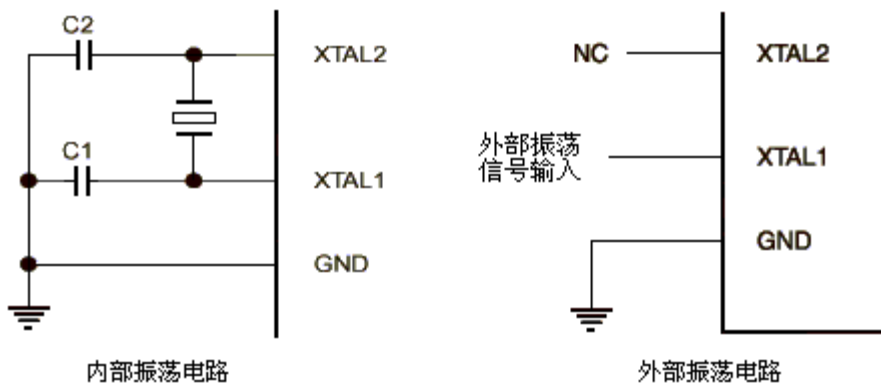 C2
XTAL2
C1
XTAL1
GND
内部振荡电路
NC
XTAL2
外部振荡
信号输入
XTAL1
GND
外部振荡电路